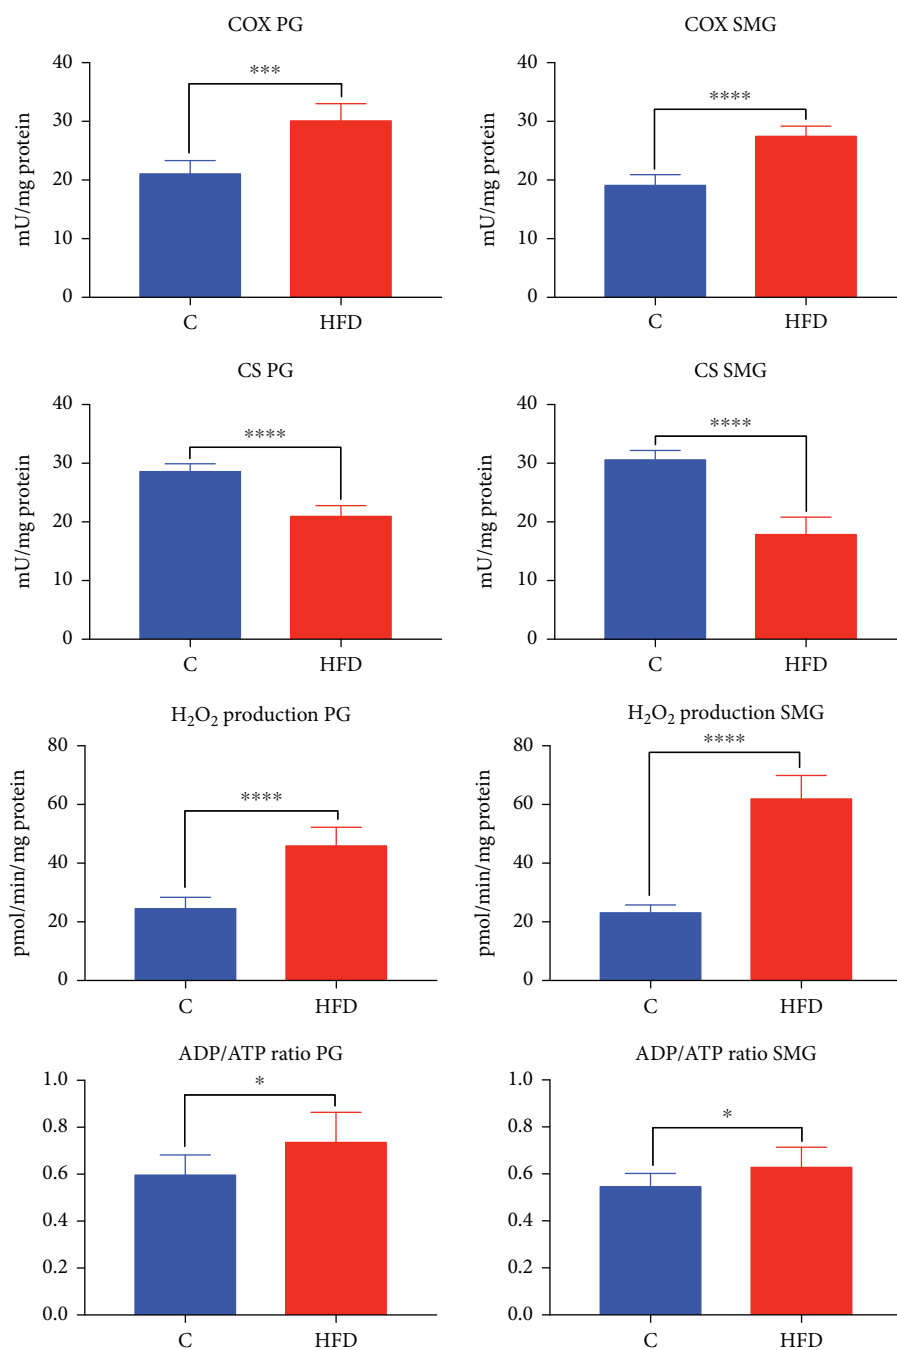 COX PG
mU/mg protein
40
30
20
10
0
***
C
HFD
COX SMG
mU/mg protein
40
30
20
10
0
****
C
HFD
CS PG
mU/mg protein
40
30
20
10
0
****
C
HFD
CS SMG
mU/mg protein
40
30
20
10
0
****
C
HFD
H₂O₂ production PG
pmol/min/mg protein
80
60
40
20
0
****
C
HFD
H₂O₂ production SMG
pmol/min/mg protein
80
60
40
20
0
****
C
HFD
ADP/ATP ratio PG
1.0
0.8
0.6
0.4
0.2
0.0
*
C
HFD
ADP/ATP ratio SMG
1.0
0.8
0.6
0.4
0.2
0.0
*
C
HFD